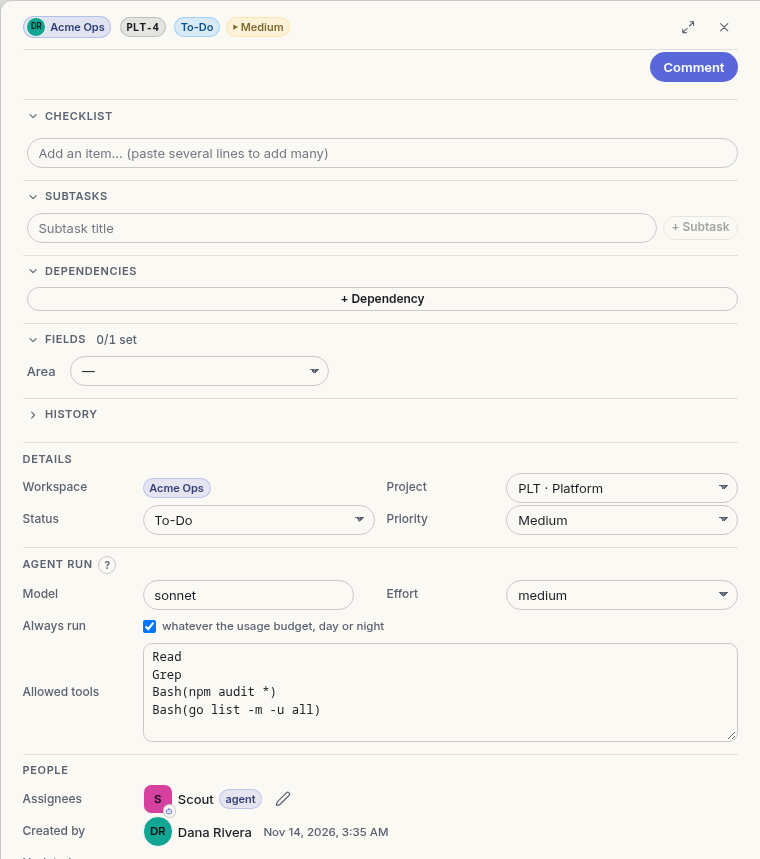 DR Acme Ops PLT-4 To-Do Medium
Comment
CHECKLIST
Add an item... (paste several lines to add many)
SUBTASKS
Subtask title + Subtask
DEPENDENCIES
+ Dependency
FIELDS 0/1 set
Area —
HISTORY
DETAILS
Workspace Acme Ops Project PLT · Platform
Status To-Do Priority Medium
AGENT RUN ?
Model sonnet Effort medium
Always run whatever the usage budget, day or night
Allowed tools
Read
Grep
Bash(npm audit *)
Bash(go list -m -u all)
PEOPLE
Assignees S Scout agent
Created by DR Dana Rivera Nov 14, 2026, 3:35 AM